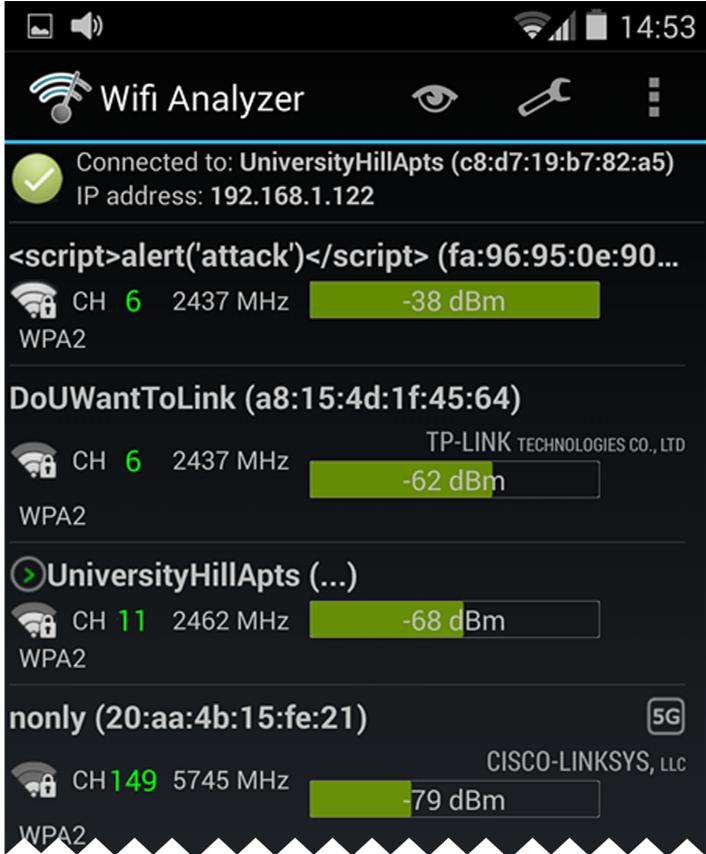 14:53
Wifi Analyzer
Connected to: UniversityHillApts (c8:d7:19:b7:82:a5)
IP address: 192.168.1.122
<script>alert('attack')</script> (fa:96:95:0e:90...
CH 6 2437 MHz -38 dBm
WPA2
DoUWantToLink (a8:15:4d:1f:45:64)
TP-LINK TECHNOLOGIES CO., LTD
CH 6 2437 MHz -62 dBm
WPA2
UniversityHillApts (...)
CH 11 2462 MHz -68 dBm
WPA2
nonly (20:aa:4b:15:fe:21) 5G
CISCO-LINKSYS, LLC
CH 149 5745 MHz -79 dBm
WPA2